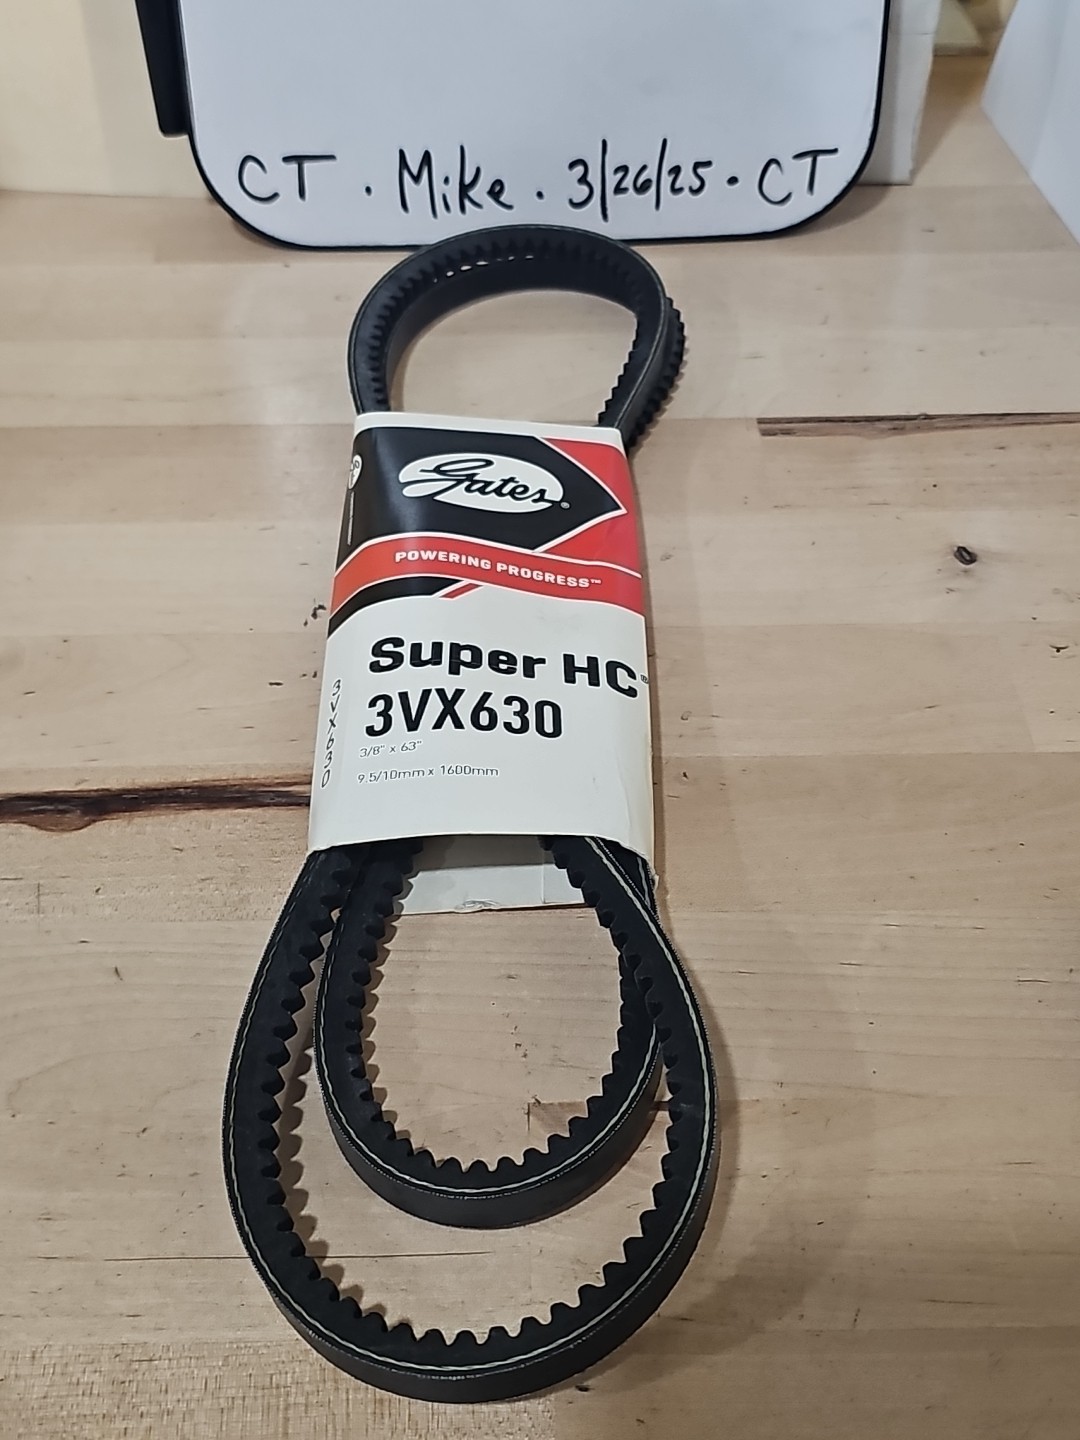 CT . Mike . 3/26/25 . CT
Gates®
POWERING PROGRESS™
Super HC®
3VX630
3/8" x 63"
9.5/10mm x 1600mm
3VX630